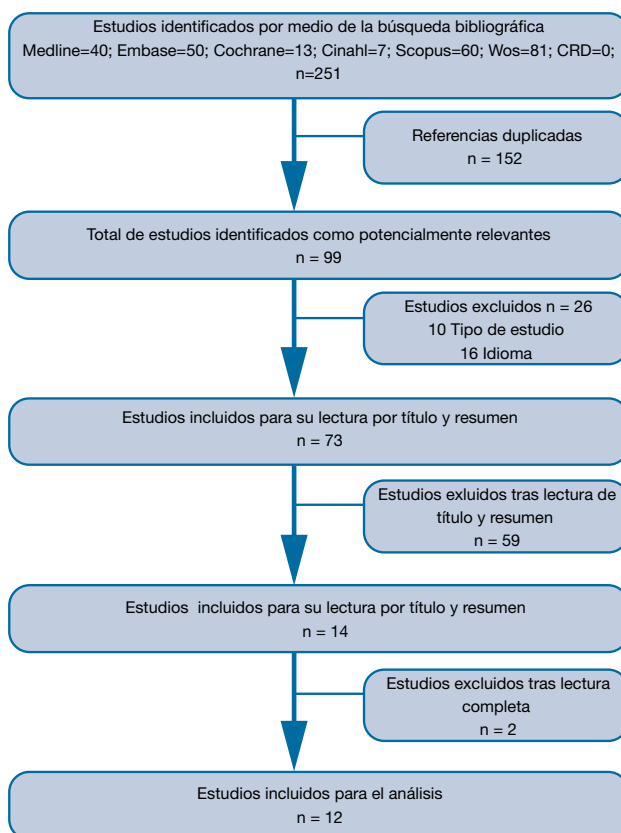 Estudios identificados por medio de la búsqueda bibliográfica
Medline=40; Embase=50; Cochrane=13; Cinahl=7; Scopus=60; Wos=81; CRD=0;
n=251
Referencias duplicadas
n = 152
Total de estudios identificados como potencialmente relevantes
n = 99
Estudios excluidos n = 26
10 Tipo de estudio
16 Idioma
Estudios incluidos para su lectura por título y resumen
n = 73
Estudios exluidos tras lectura de
título y resumen
n = 59
Estudios incluidos para su lectura por título y resumen
n = 14
Estudios excluidos tras lectura
completa
n = 2
Estudios incluidos para el análisis
n = 12